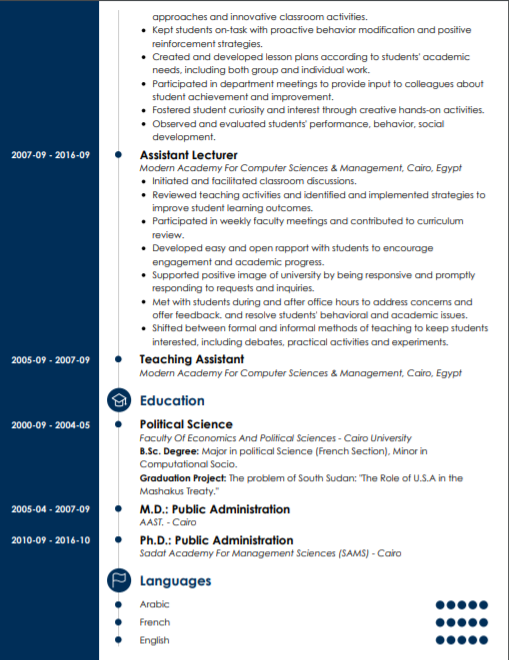 approaches and innovative classroom activities.
• Kept students on-task with proactive behavior modification and positive
reinforcement strategies.
• Created and developed lesson plans according to students' academic
needs, including both group and individual work.
• Participated in department meetings to provide input to colleagues about
student achievement and improvement.
• Fostered student curiosity and interest through creative hands-on activities.
• Observed and evaluated students' performance, behavior, social
development.
2007-09 - 2016-09
Assistant Lecturer
Modern Academy For Computer Sciences & Management, Cairo, Egypt
• Initiated and facilitated classroom discussions.
• Reviewed teaching activities and identified and implemented strategies to
improve student learning outcomes.
• Participated in weekly faculty meetings and contributed to curriculum
review.
• Developed easy and open rapport with students to encourage
engagement and academic progress.
• Supported positive image of university by being responsive and promptly
responding to requests and inquiries.
• Met with students during and after office hours to address concerns and
offer feedback. and resolve students' behavioral and academic issues.
• Shifted between formal and informal methods of teaching to keep students
interested, including debates, practical activities and experiments.
2005-09 - 2007-09
Teaching Assistant
Modern Academy For Computer Sciences & Management, Cairo, Egypt
Education
2000-09 - 2004-05
Political Science
Faculty Of Economics And Political Sciences - Cairo University
B.Sc. Degree: Major in political Science (French Section), Minor in
Computational Socio.
Graduation Project: The problem of South Sudan: "The Role of U.S.A in the
Mashakus Treaty."
2005-04 - 2007-09
M.D.: Public Administration
AAST. - Cairo
2010-09 - 2016-10
Ph.D.: Public Administration
Sadat Academy For Management Sciences (SAMS) - Cairo
Languages
Arabic
French
English